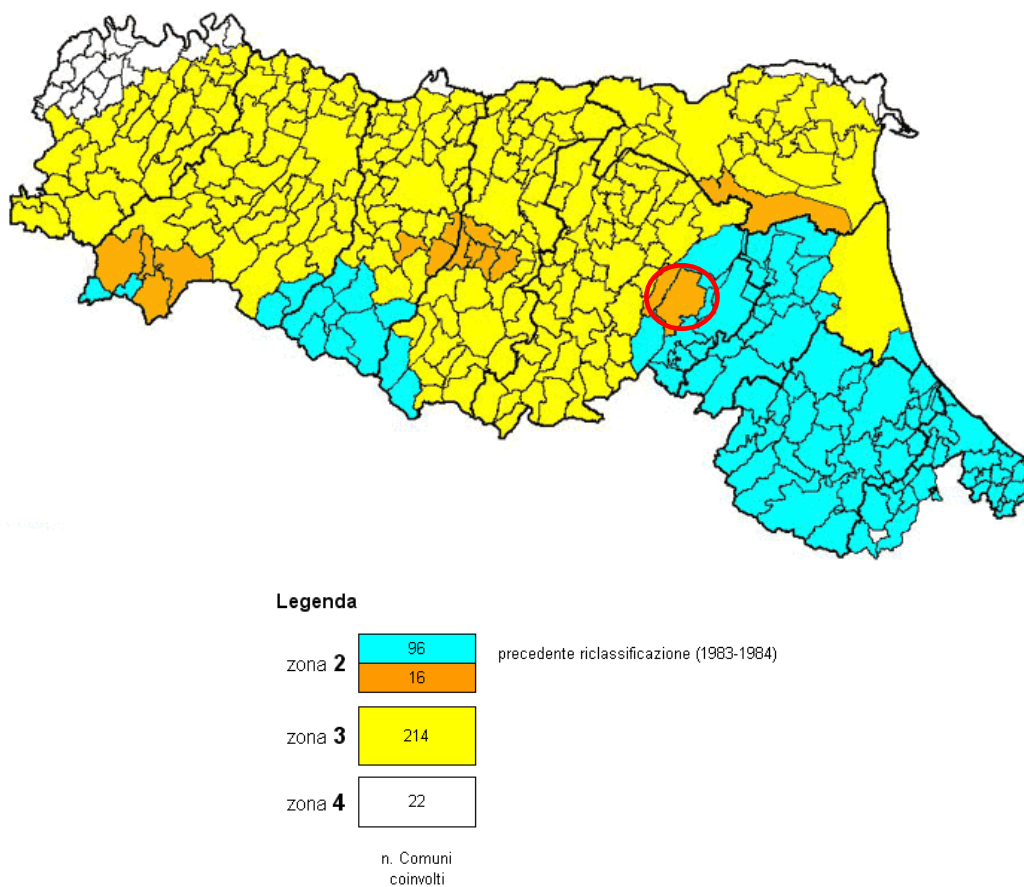 Legenda
zona 2
96
16
precedente riclassificazione (1983-1984)
zona 3
214
zona 4
22
n. Comuni
coinvolti